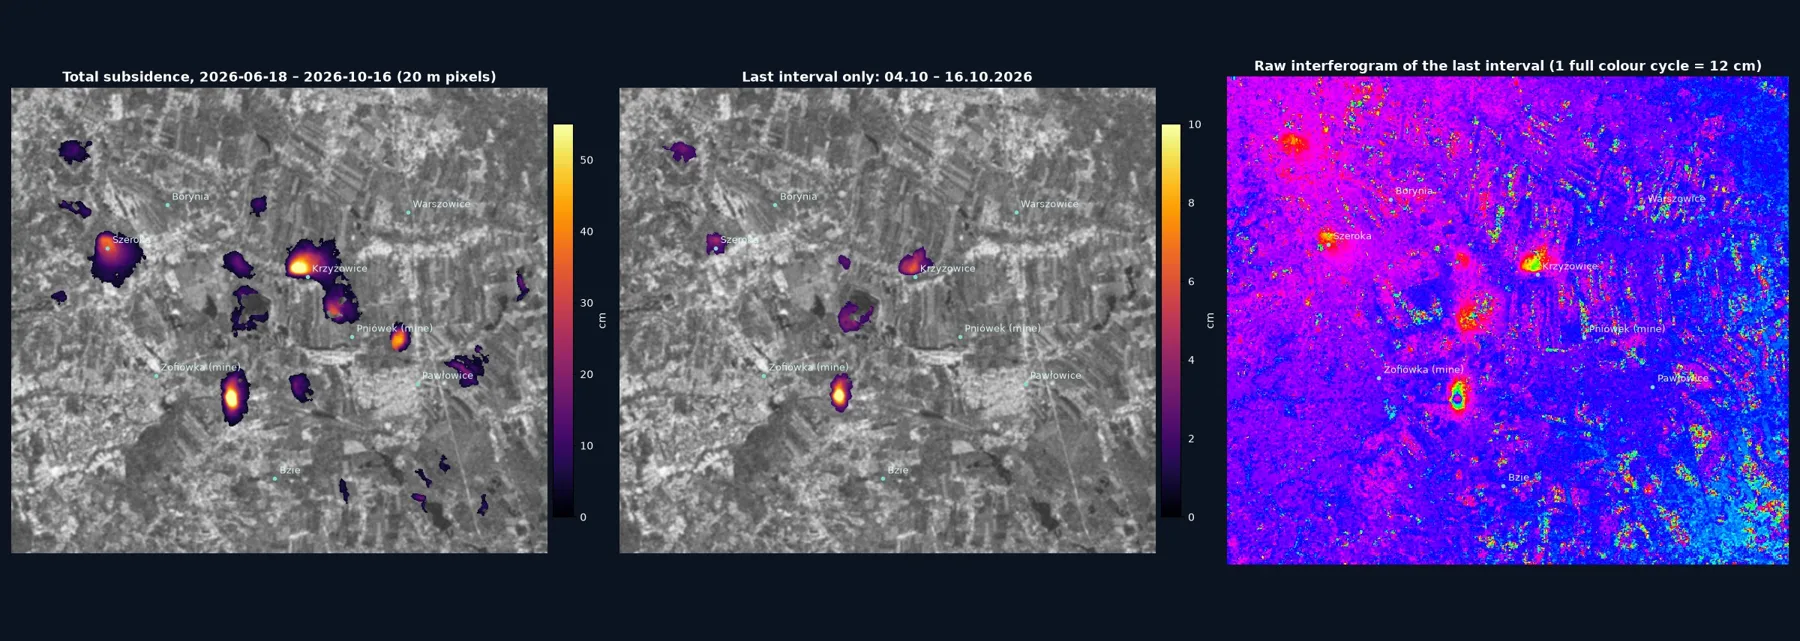 Total subsidence, 2026-06-18 – 2026-10-16 (20 m pixels)
Borynia
Warszowice
Szeroka
Krzyżowice
Pniówek (mine)
Zofiówka (mine)
Pawłowice
Bzie
50
40
30
20
10
0
cm
Last interval only: 04.10 – 16.10.2026
Borynia
Warszowice
Szeroka
Krzyżowice
Pniówek (mine)
Zofiówka (mine)
Pawłowice
Bzie
10
8
6
4
2
0
cm
Raw interferogram of the last interval (1 full colour cycle = 12 cm)
Borynia
Warszowice
Szeroka
Krzyżowice
Pniówek (mine)
Zofiówka (mine)
Pawłowice
Bzie